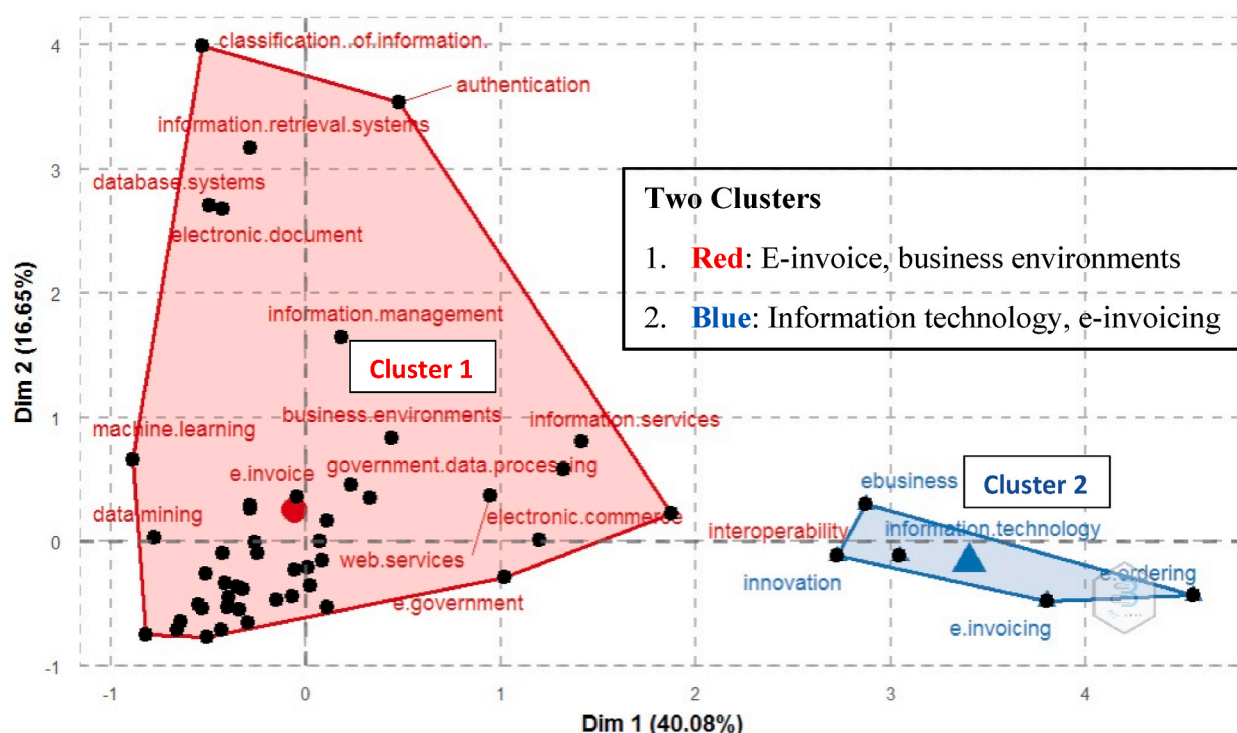 4
classification..of.information.
authentication
information.retrieval.systems
3
database.systems
electronic.document
Two Clusters
1. Red: E-invoice, business environments
2. Blue: Information technology, e-invoicing
2
information.management
Cluster 1
Dim 2 (16.65%)
1
business.environments
information.services
machine.learning
e.invoice
government.data.processing
data.mining
electronic.commerce
ebusiness
Cluster 2
interoperability
information.technology
0
web.services
innovation
e.ordering
e.government
e.invoicing
-1
-1 0 1 2 3 4
Dim 1 (40.08%)